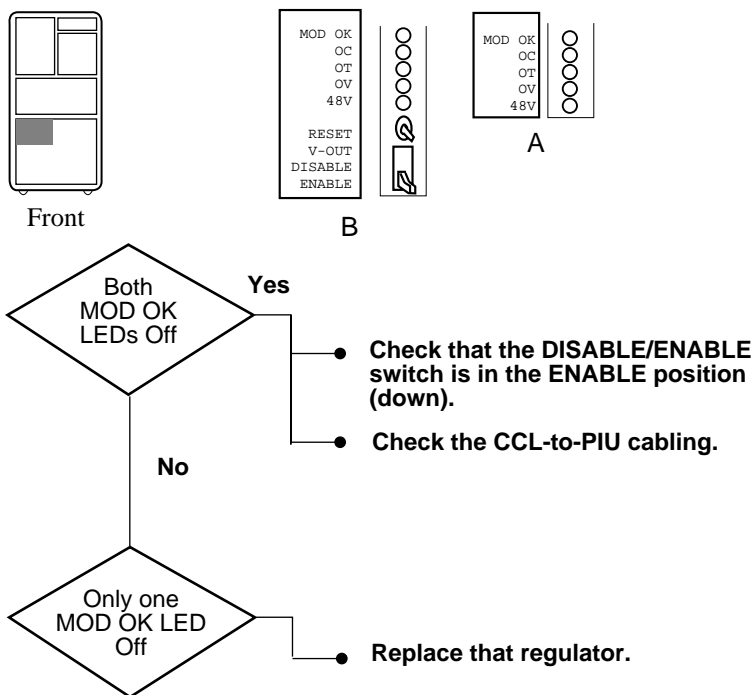 MOD OK
OC
OT
OV
48V
RESET
V-OUT
DISABLE
ENABLE
B
MOD OK
OC
OT
OV
48V
A
Front
Both
MOD OK
LEDs Off
Yes
Check that the DISABLE/ENABLE
switch is in the ENABLE position
(down).
Check the CCL-to-PIU cabling.
No
Only one
MOD OK LED
Off
Replace that regulator.